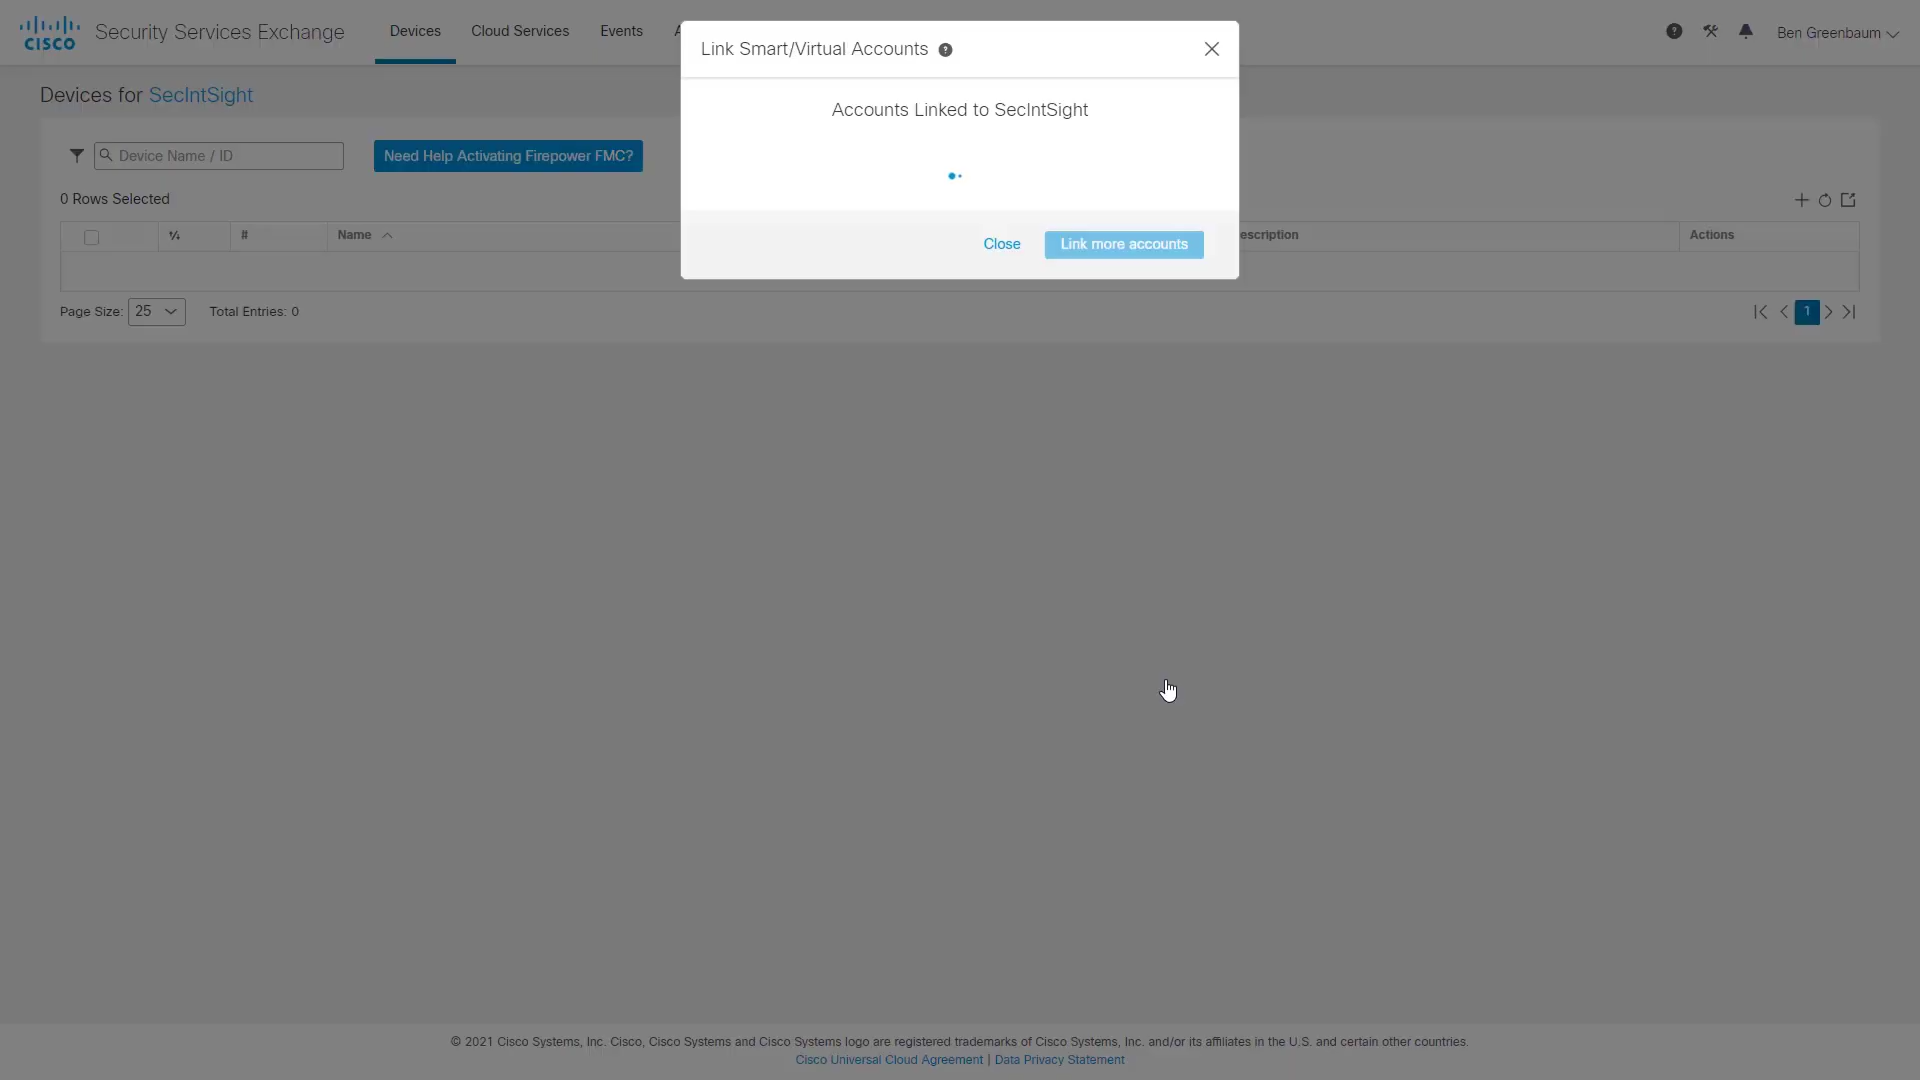 CISCO Security Services Exchange Devices Cloud Services Events
Ben Greenbaum
Link Smart/Virtual Accounts ?
Devices for SecIntSight
Accounts Linked to SecIntSight
Device Name / ID
Need Help Activating Firepower FMC?
0 Rows Selected
# Name escription Actions
Close Link more accounts
Page Size: 25 Total Entries: 0
1
© 2021 Cisco Systems, Inc. Cisco, Cisco Systems and Cisco Systems logo are registered trademarks of Cisco Systems, Inc. and/or its affiliates in the U.S. and certain other countries.
Cisco Universal Cloud Agreement | Data Privacy Statement